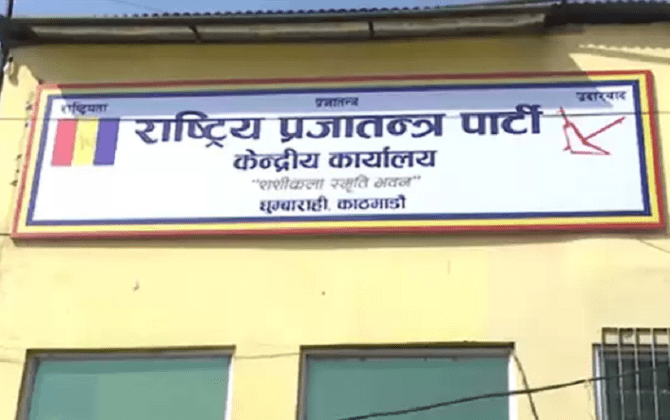 राष्ट्रियता प्रजातन्त्र उदारवाद
राष्ट्रिय प्रजातन्त्र पार्टी
केन्द्रीय कार्यालय
"शशीकला स्मृति भवन"
धुम्बाराही, काठमाडौं